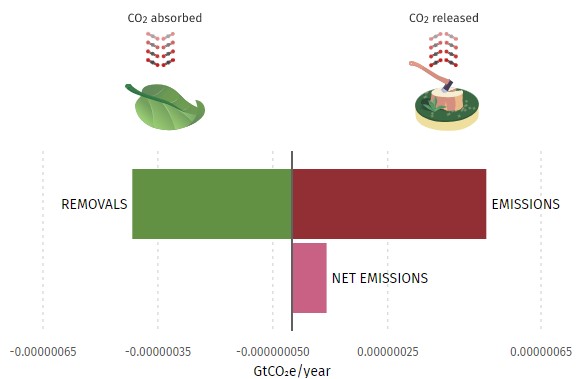 CO₂ absorbed
CO₂ released
REMOVALS
EMISSIONS
NET EMISSIONS
-0.00000065
-0.00000035
-0.000000050
0.00000025
0.00000065
GtCO₂e/year